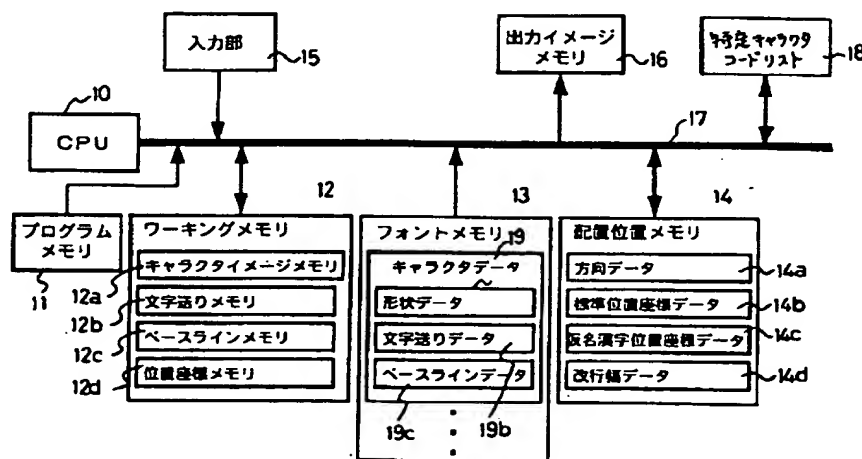 入力部
15
出力イメージ
メモリ
16
特定キャラクタ
コードリスト
18
10
CPU
17
プログラム
メモリ
11
12
ワーキングメモリ
キャラクタイメージメモリ
12a
文字送りメモリ
12b
ベースラインメモリ
12c
位置座標メモリ
12d
13
フォントメモリ
19
キャラクタデータ
形状データ
文字送りデータ
ベースラインデータ
19c
19b
14
配置位置メモリ
方向データ
14a
標準位置座標データ
14b
仮名漢字位置座標データ
14c
改行幅データ
14d